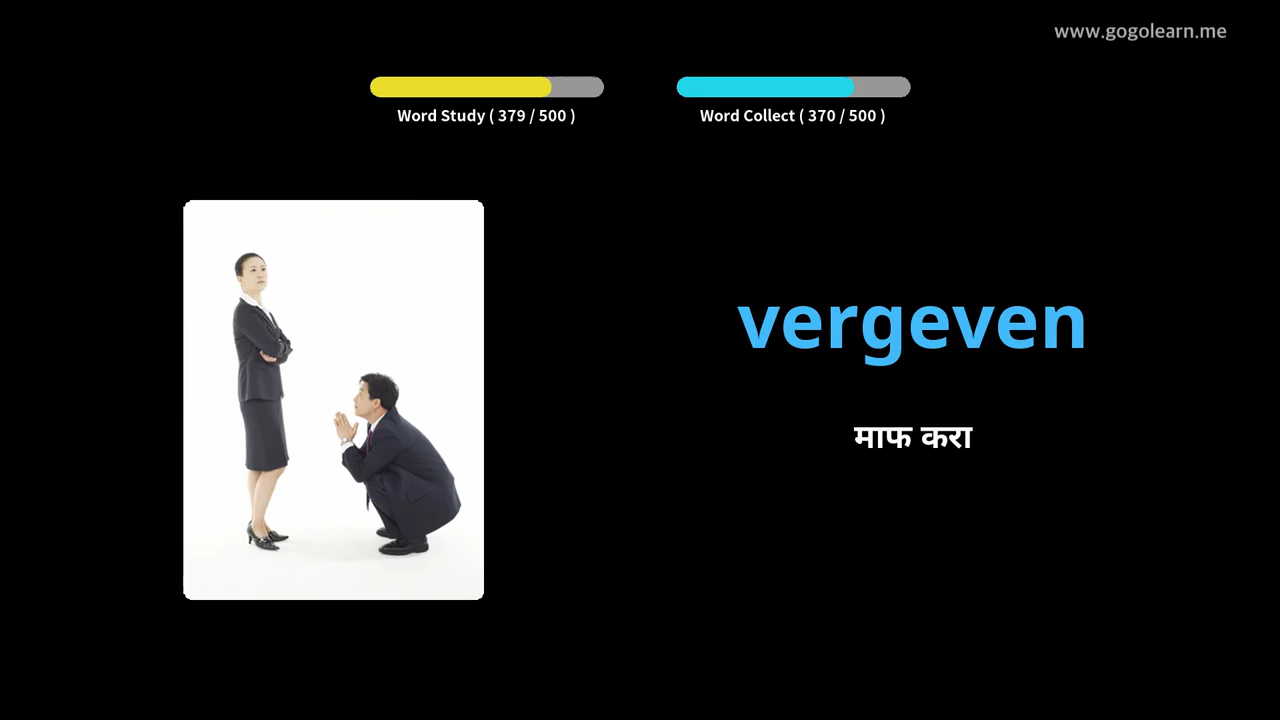 www.gogolearn.me
Word Study ( 379 / 500 )
Word Collect ( 370 / 500 )
vergeven
माफ करा